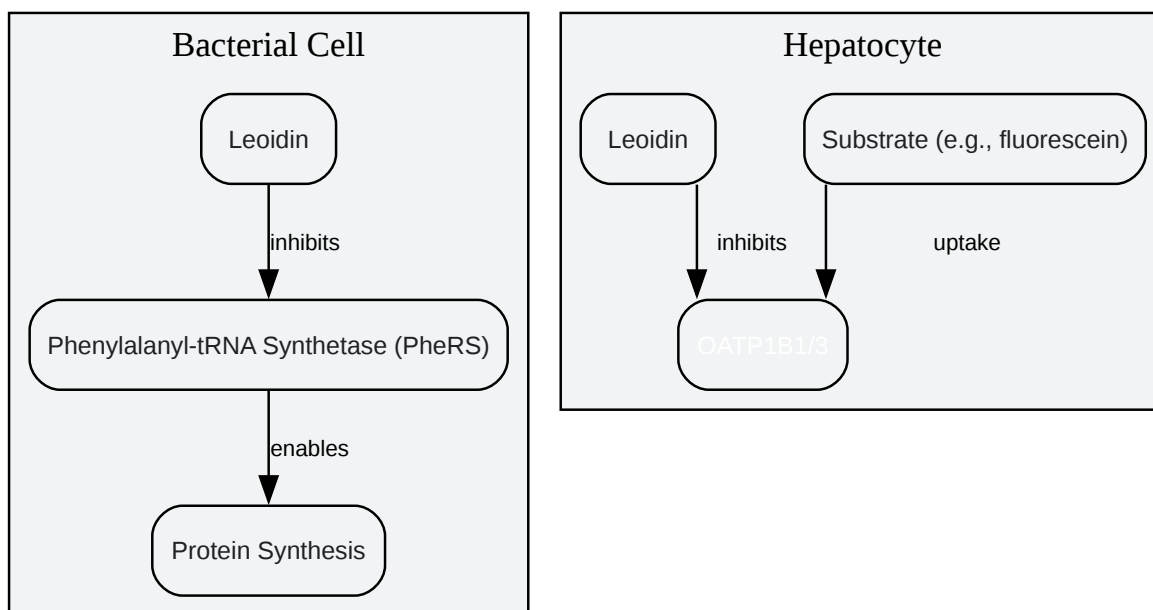 Bacterial Cell
Leoidin
inhibits
Phenylalanyl-tRNA Synthetase (PheRS)
enables
Protein Synthesis
Hepatocyte
Leoidin
Substrate (e.g., fluorescein)
inhibits
uptake
OATP1B1/3